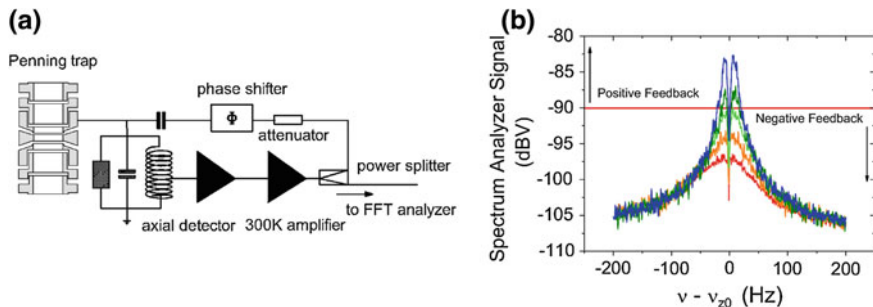 (a)
Penning trap
phase shifter
Φ
attenuator
power splitter
to FFT analyzer
axial detector 300K amplifier
(b)
Spectrum Analyzer Signal
(dBV)
-80
-85
-90
-95
-100
-105
-110
Positive Feedback
Negative Feedback
-200 -100 0 100 200
ν - νz0 (Hz)